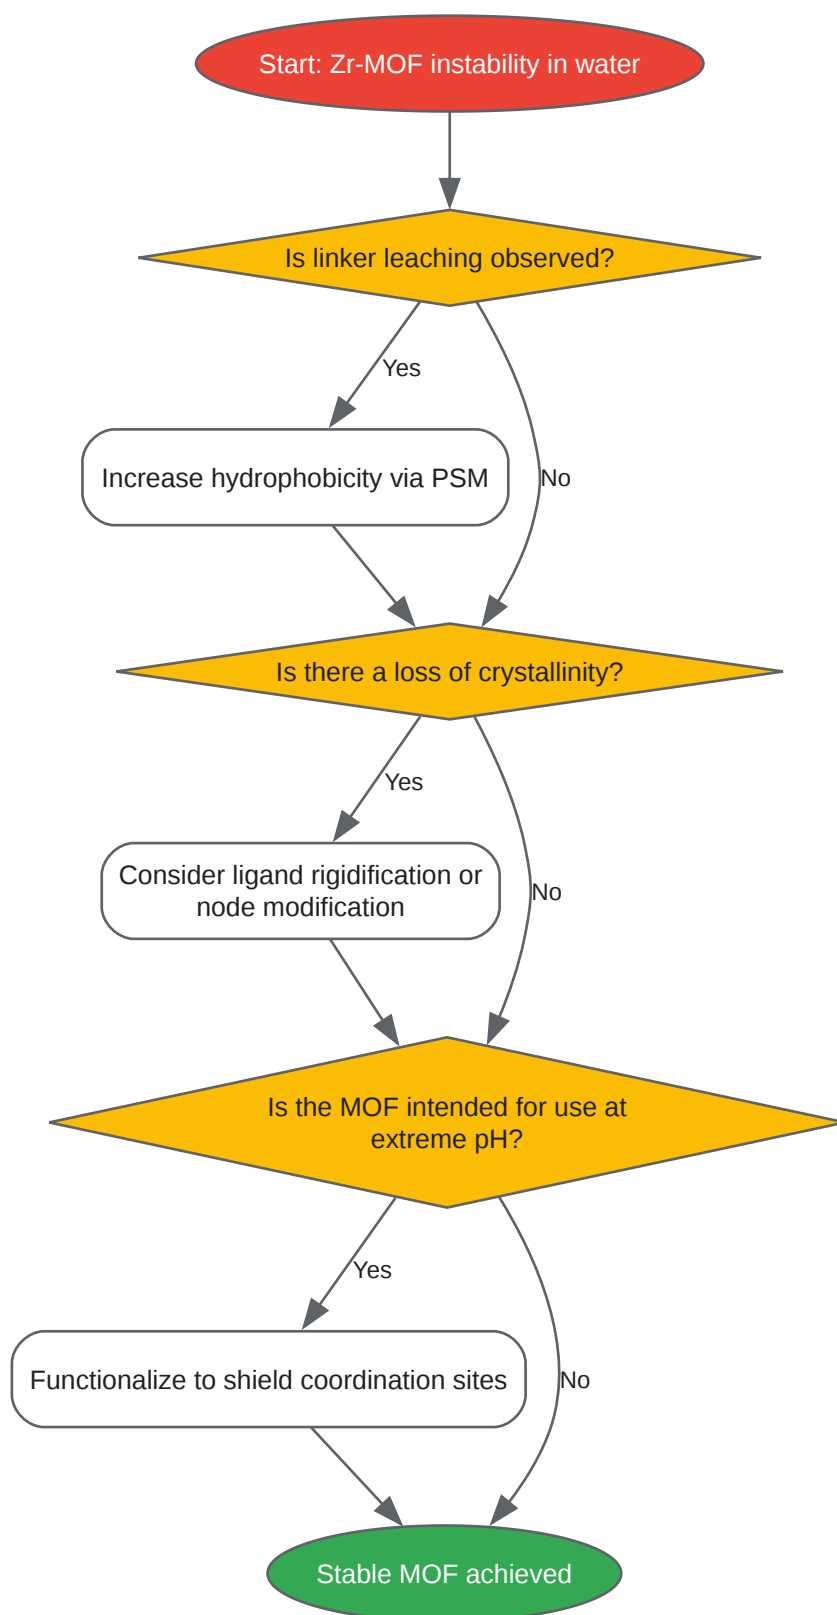 Start: Zr-MOF instability in water
Is linker leaching observed?
Yes
Increase hydrophobicity via PSM
No
Is there a loss of crystallinity?
Yes
Consider ligand rigidification or
node modification
No
Is the MOF intended for use at
extreme pH?
Yes
Functionalize to shield coordination sites
No
Stable MOF achieved